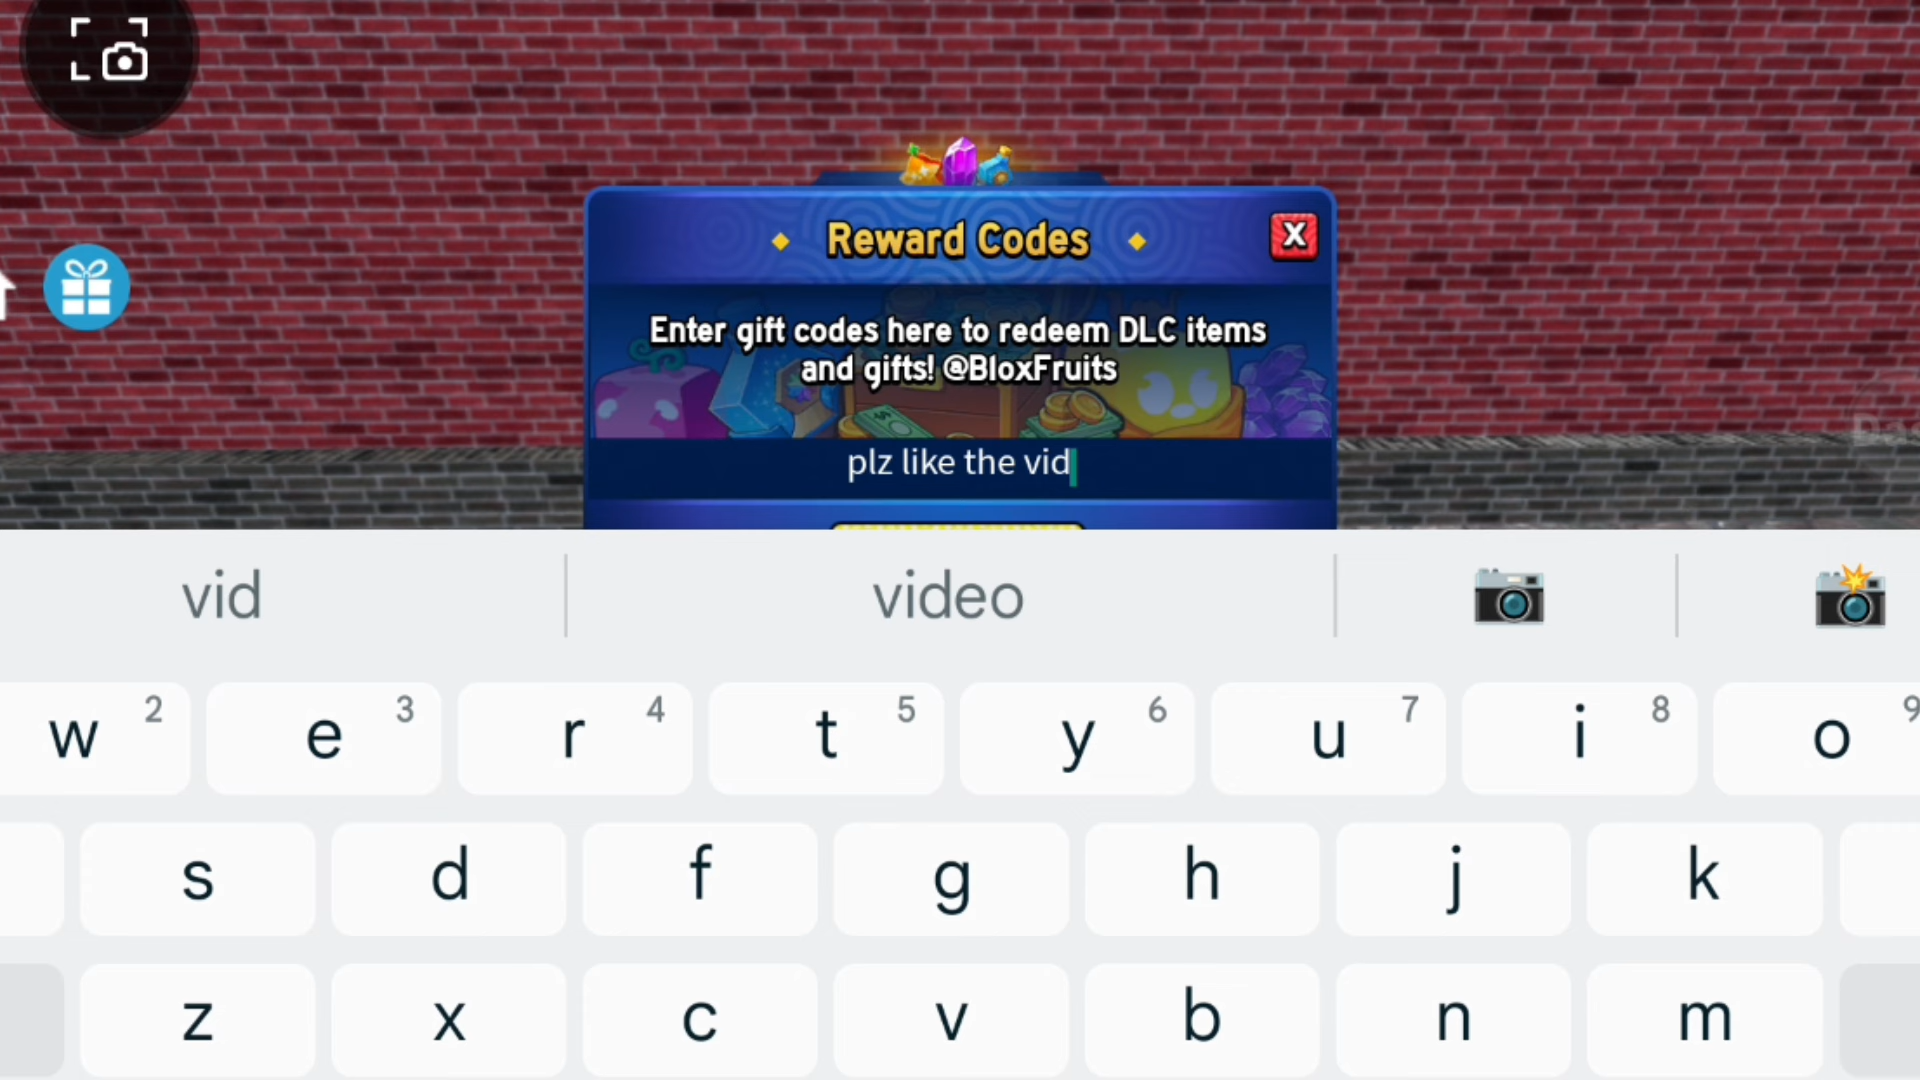 Reward Codes
X
Enter gift codes here to redeem DLC items
and gifts! @BloxFruits
plz like the vid
vid video
w 2 e 3 r 4 t 5 y 6 u 7 i 8 o 9
s d f g h j k
z x c v b n m